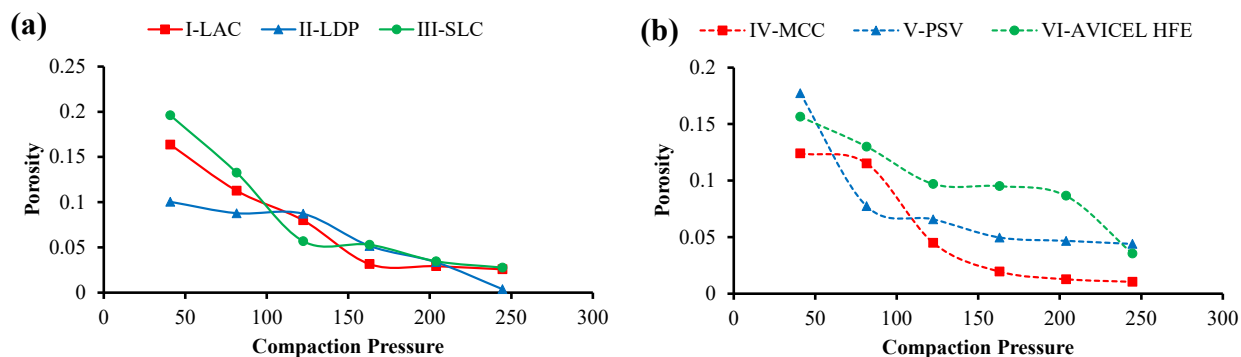 (a)
I-LAC II-LDP III-SLC
0.25
0.2
0.15
0.1
0.05
0
Porosity
0 50 100 150 200 250 300
Compaction Pressure
(b)
IV-MCC V-PSV VI-AVICEL HFE
0.2
0.15
0.1
0.05
0
Porosity
0 50 100 150 200 250 300
Compaction Pressure